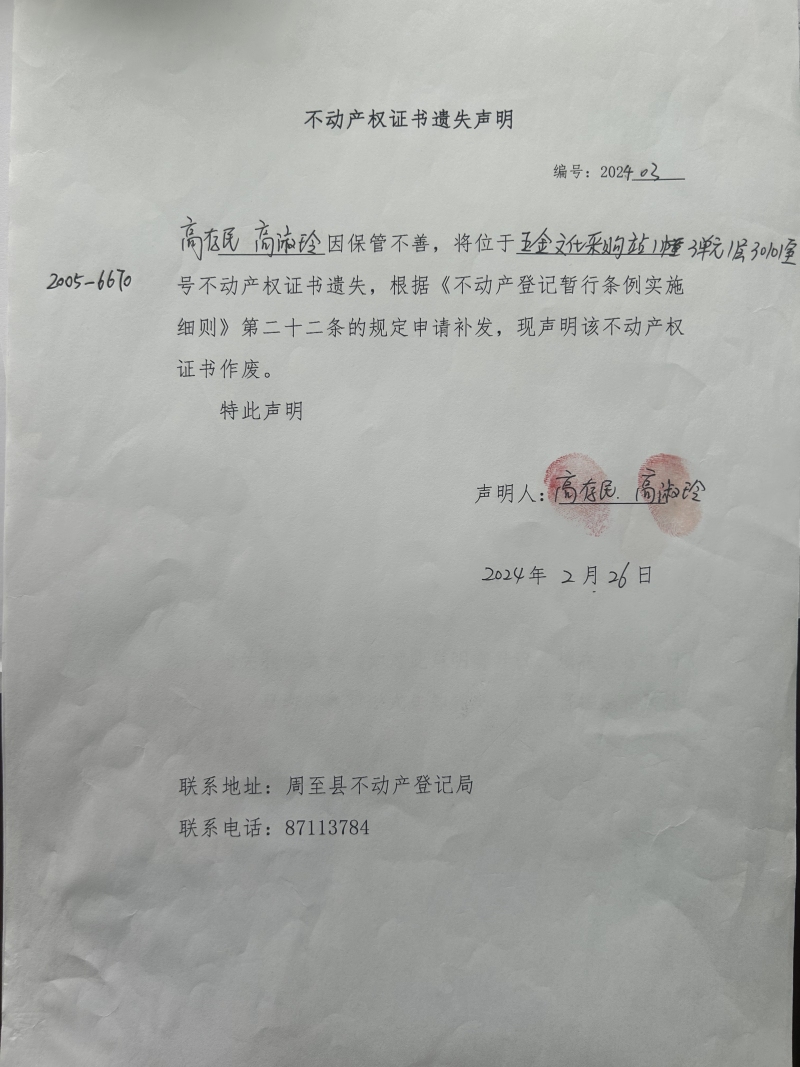 不动产权证书遗失声明
编号：202403
高存民 高淑玲因保管不善，将位于五金文化采购站1幢3单元1层30101室
2005-6670
号不动产权证书遗失，根据《不动产登记暂行条例实施
细则》第二十二条的规定申请补发，现声明该不动产权
证书作废。
特此声明
声明人：高存民. 高淑玲
2024年 2月26日
联系地址：周至县不动产登记局
联系电话：87113784